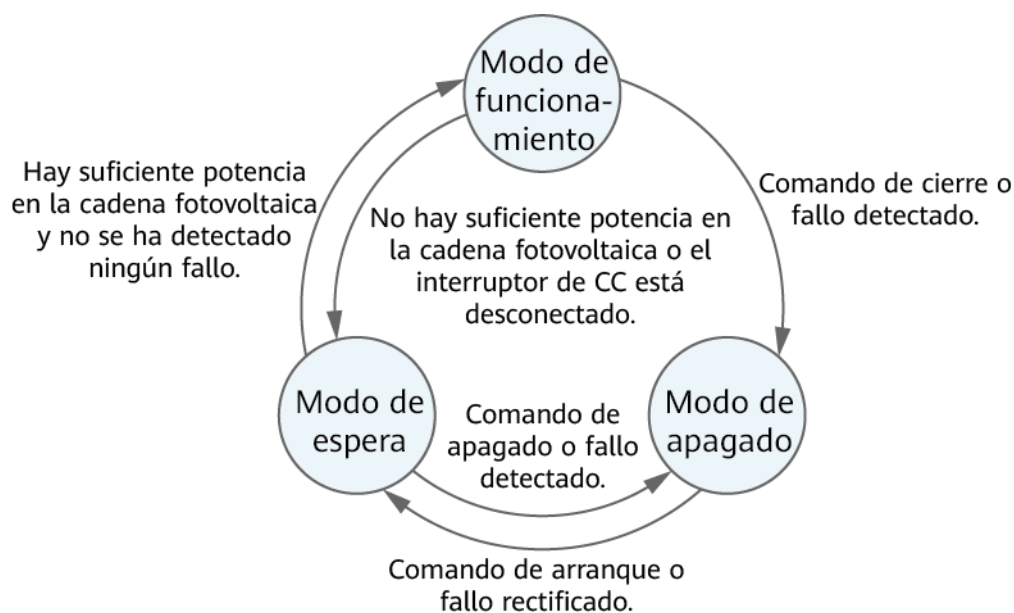 Modo de
funciona-
miento
Hay suficiente potencia
en la cadena fotovoltaica
y no se ha detectado
ningún fallo.
No hay suficiente potencia en
la cadena fotovoltaica o el
interruptor de CC está
desconectado.
Comando de cierre o
fallo detectado.
Modo de
espera
Comando de
apagado o fallo
detectado.
Modo de
apagado
Comando de arranque o
fallo rectificado.